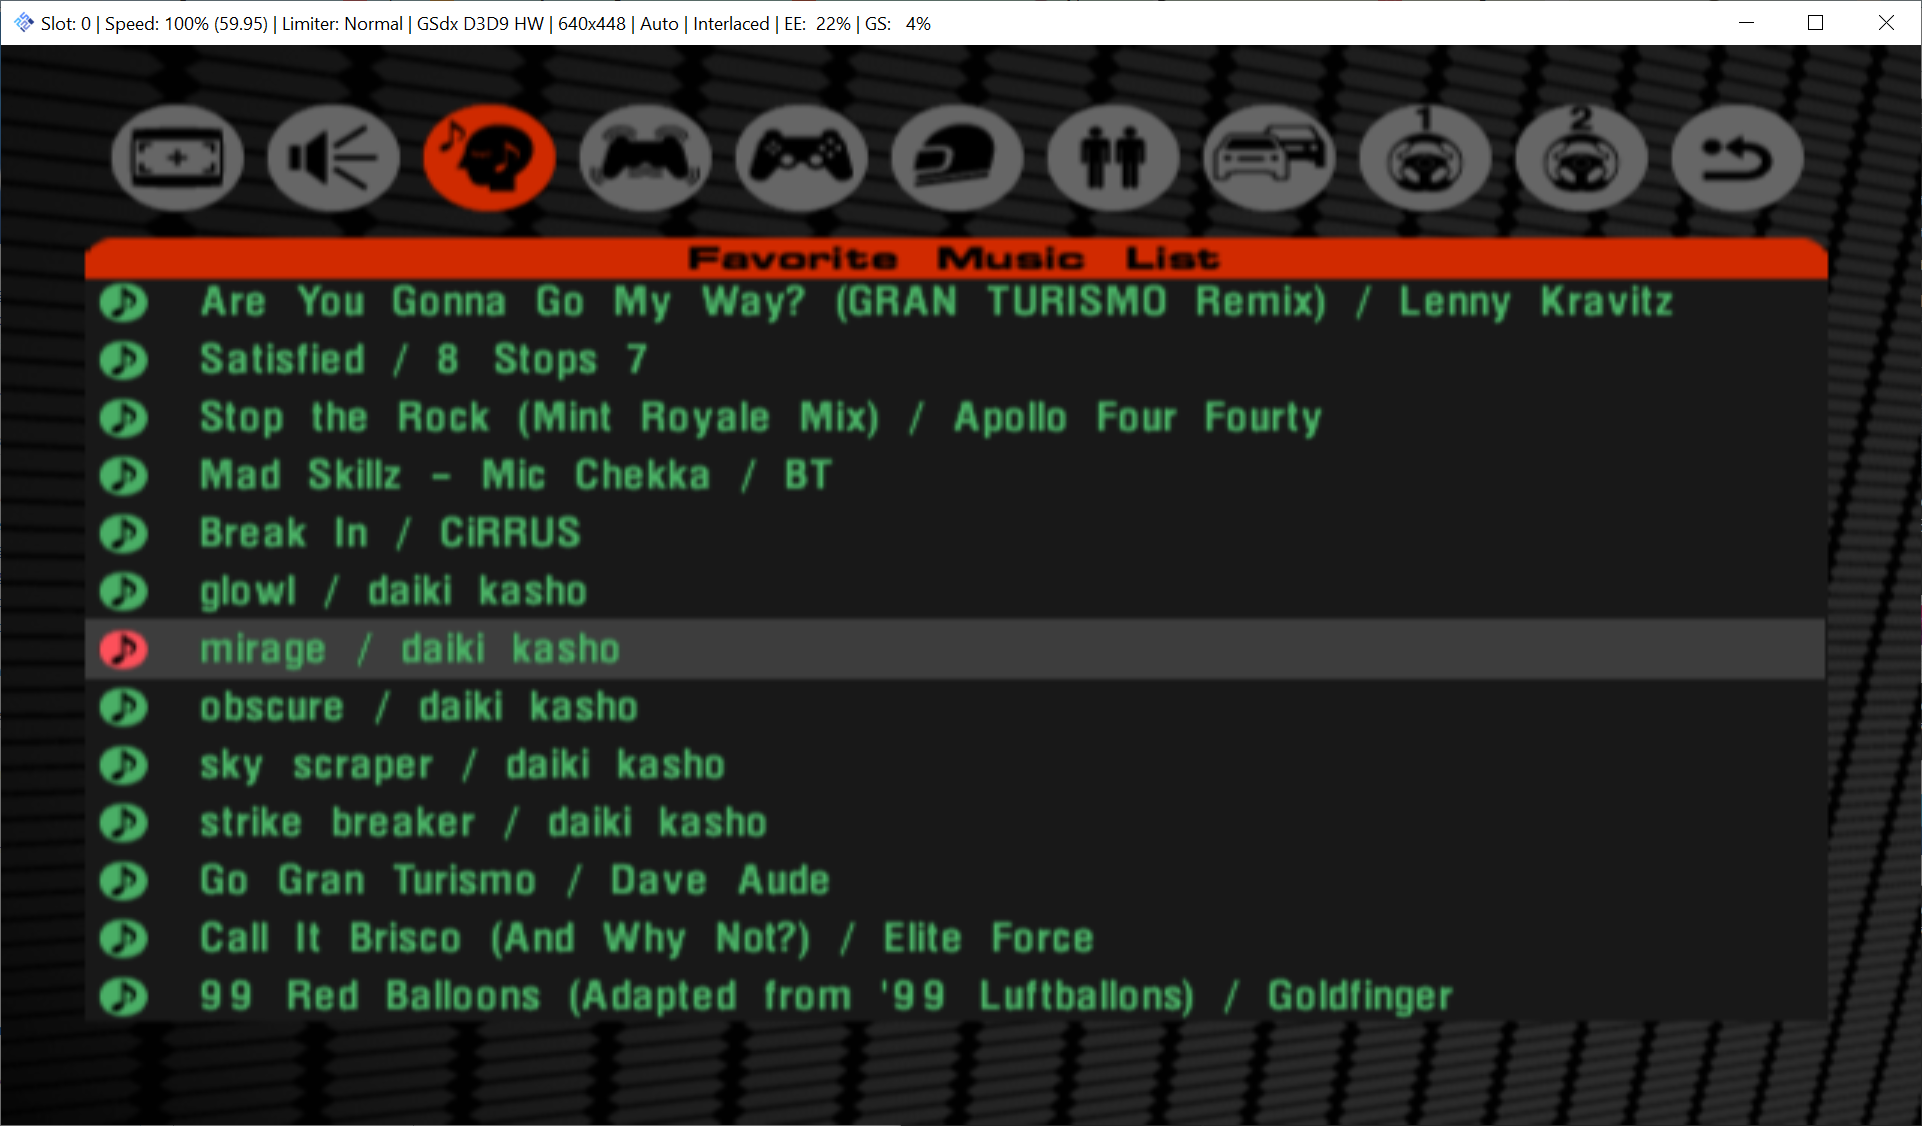 Slot: 0 | Speed: 100% (59.95) | Limiter: Normal | GSdx D3D9 HW | 640x448 | Auto | Interlaced | EE: 22% | GS: 4%
1 2
Favorite Music List
Are You Gonna Go My Way? (GRAN TURISMO Remix) / Lenny Kravitz
Satisfied / 8 Stops 7
Stop the Rock (Mint Royale Mix) / Apollo Four Fourty
Mad Skillz - Mic Chekka / BT
Break In / CiRRUS
glowl / daiki kasho
mirage / daiki kasho
obscure / daiki kasho
sky scraper / daiki kasho
strike breaker / daiki kasho
Go Gran Turismo / Dave Aude
Call It Brisco (And Why Not?) / Elite Force
99 Red Balloons (Adapted from '99 Luftballons) / Goldfinger